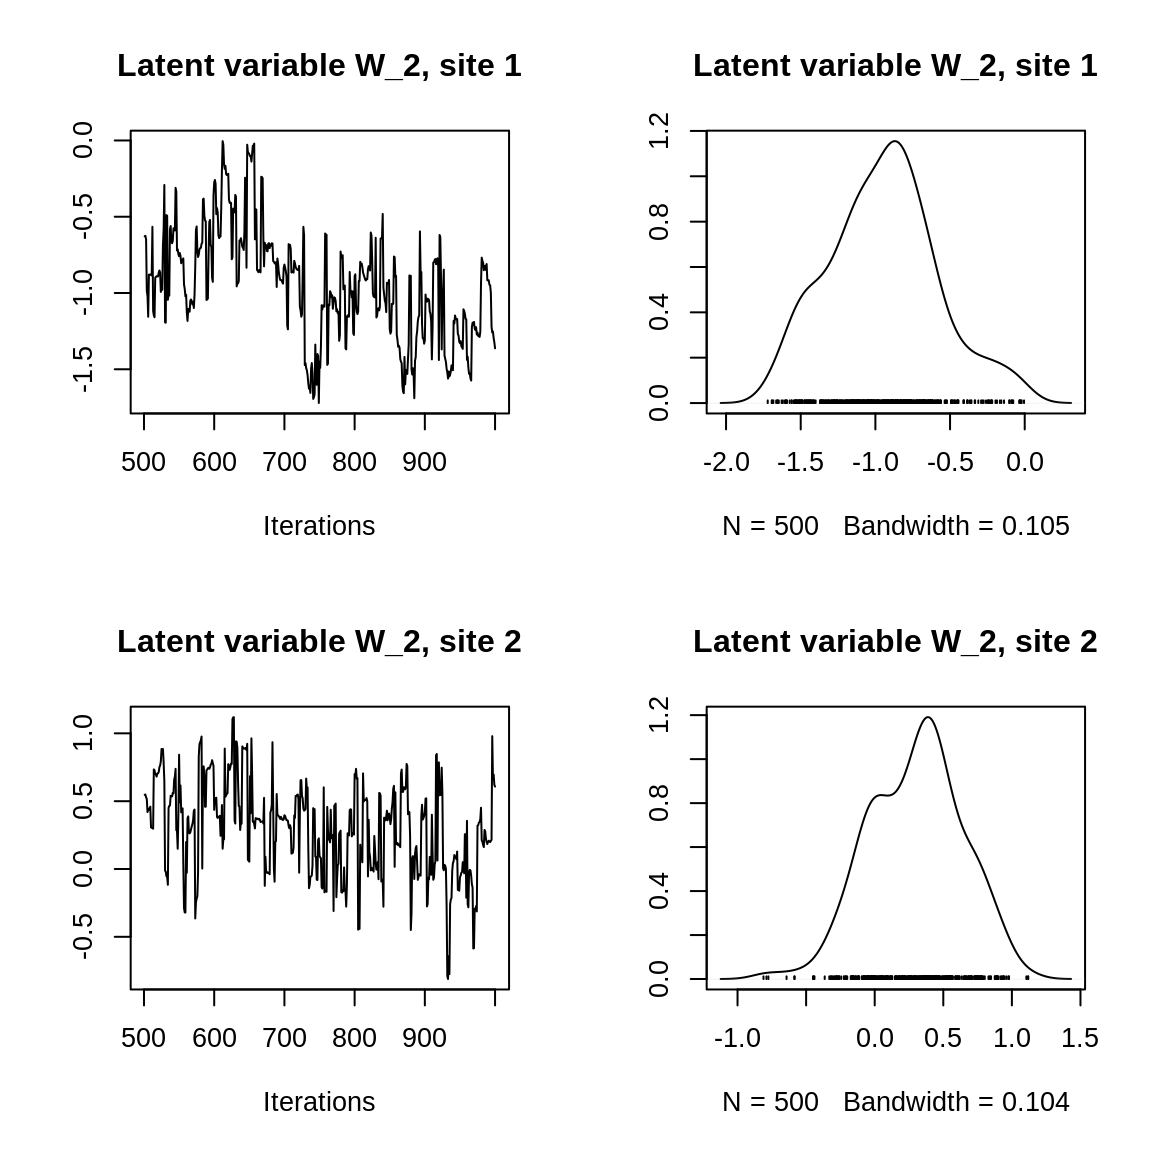 Latent variable W_2, site 1
0.0
-0.5
-1.0
-1.5
500 600 700 800 900
Iterations
Latent variable W_2, site 1
1.2
0.8
0.4
0.0
-2.0 -1.5 -1.0 -0.5 0.0
N = 500 Bandwidth = 0.105
Latent variable W_2, site 2
1.0
0.5
0.0
-0.5
500 600 700 800 900
Iterations
Latent variable W_2, site 2
1.2
0.8
0.4
0.0
-1.0 0.0 0.5 1.0 1.5
N = 500 Bandwidth = 0.104